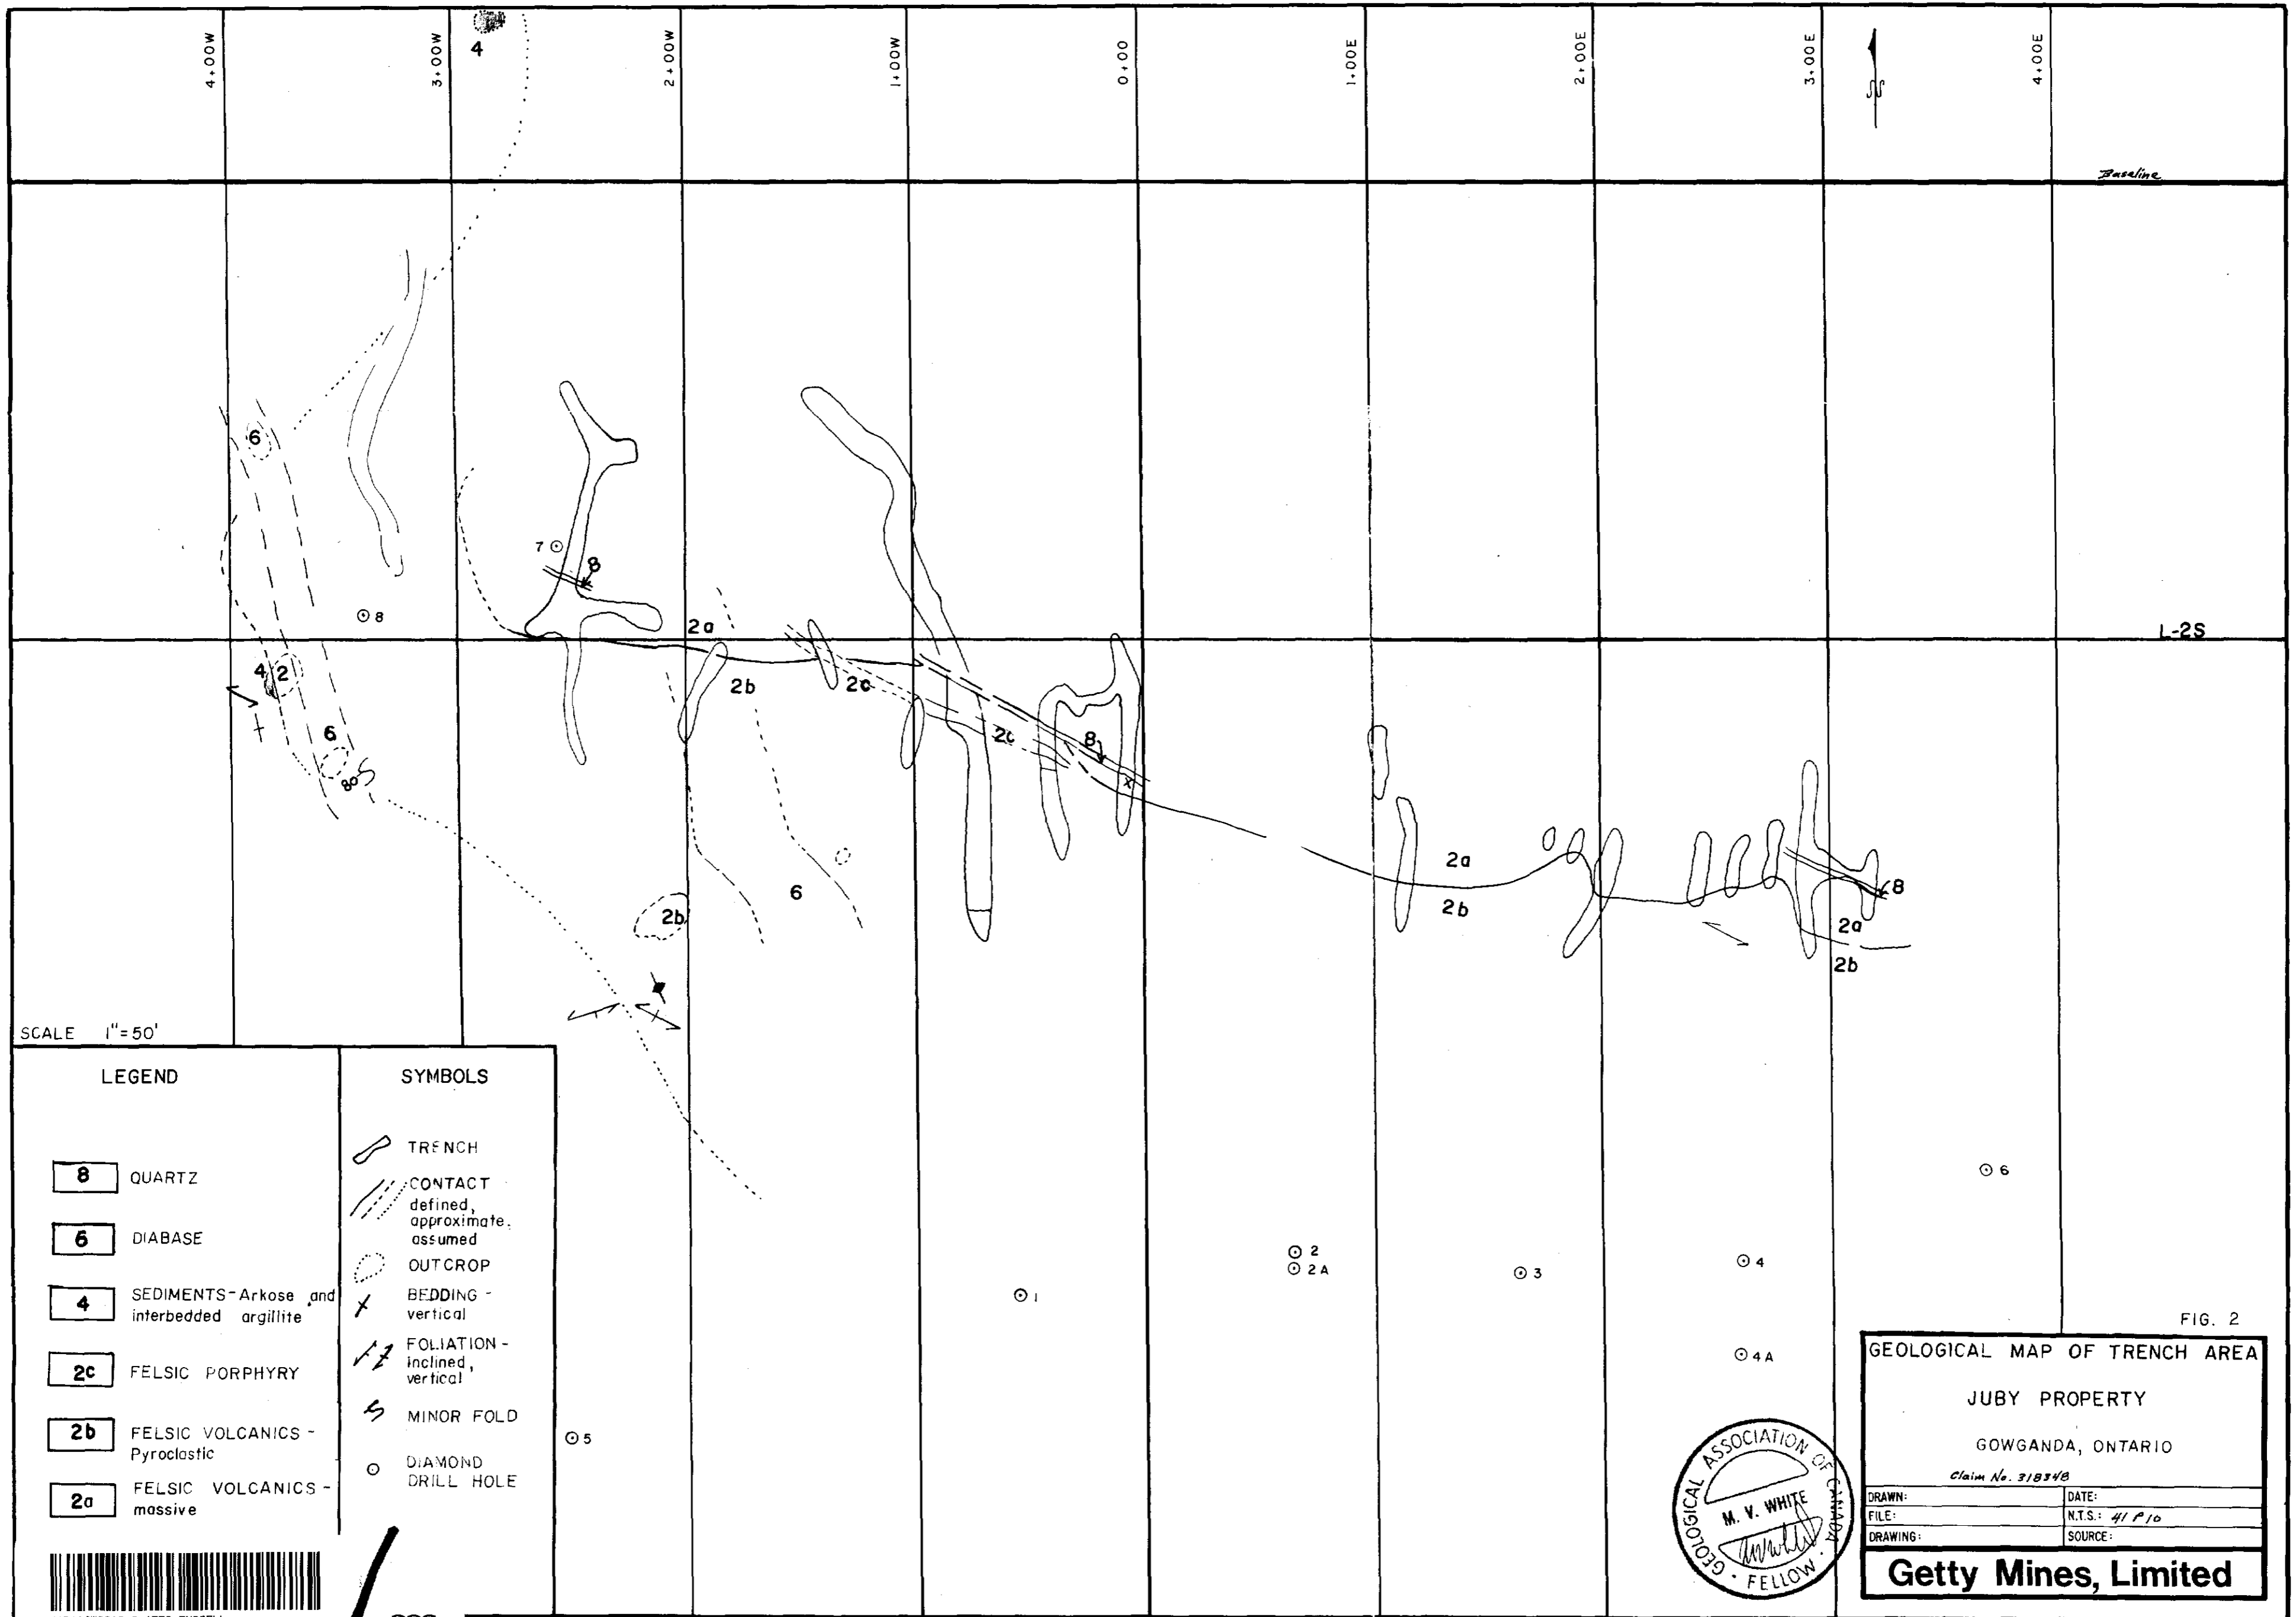 4+00W
3+00W
2+00W
1+00W
0+00
1+00E
2+00E
3+00E
4+00E
4
Baseline
6
7
8
8
L-2S
2a
4
2
2b
2c
6
2c
8
80
x
2a
6
8
2b
2b
2a
2b
SCALE 1"=50'
LEGEND
8 QUARTZ
6 DIABASE
4 SEDIMENTS-Arkose and
interbedded argillite
2c FELSIC PORPHYRY
2b FELSIC VOLCANICS -
Pyroclastic
2a FELSIC VOLCANICS -
massive
SYMBOLS
TRENCH
CONTACT
defined,
approximate,
assumed
OUTCROP
BEDDING -
vertical
FOLIATION -
inclined,
vertical
MINOR FOLD
DIAMOND
DRILL HOLE
6
2
2A
3
4
1
4A
5
FIG. 2
GEOLOGICAL MAP OF TRENCH AREA
JUBY PROPERTY
GOWGANDA, ONTARIO
Claim No. 318348
DRAWN:
DATE:
FILE:
N.T.S.: 41 P 10
DRAWING:
SOURCE:
Getty Mines, Limited
GEOLOGICAL ASSOCIATION OF CANADA · FELLOW ·
M. V. WHITE